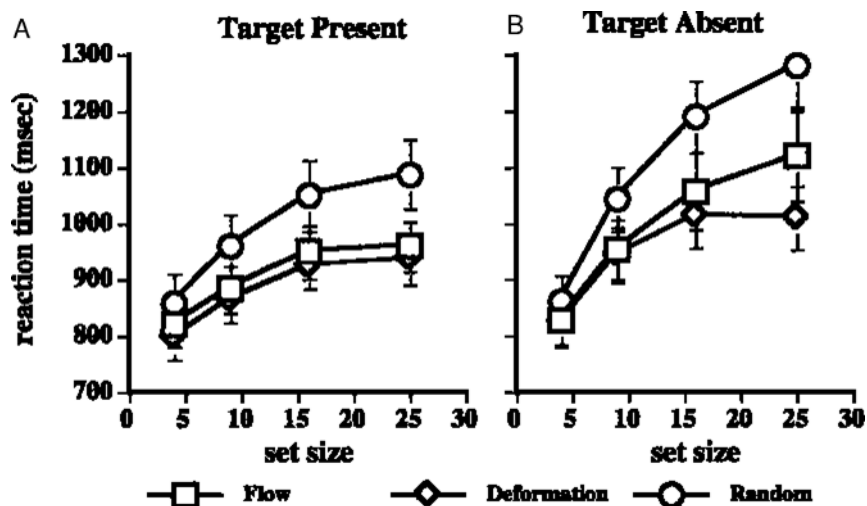 A
Target Present
B
Target Absent
reaction time (msec)
1300
1200
1100
1000
900
800
700
0 5 10 15 20 25 30
0 5 10 15 20 25 30
set size
set size
Flow
Deformation
Random